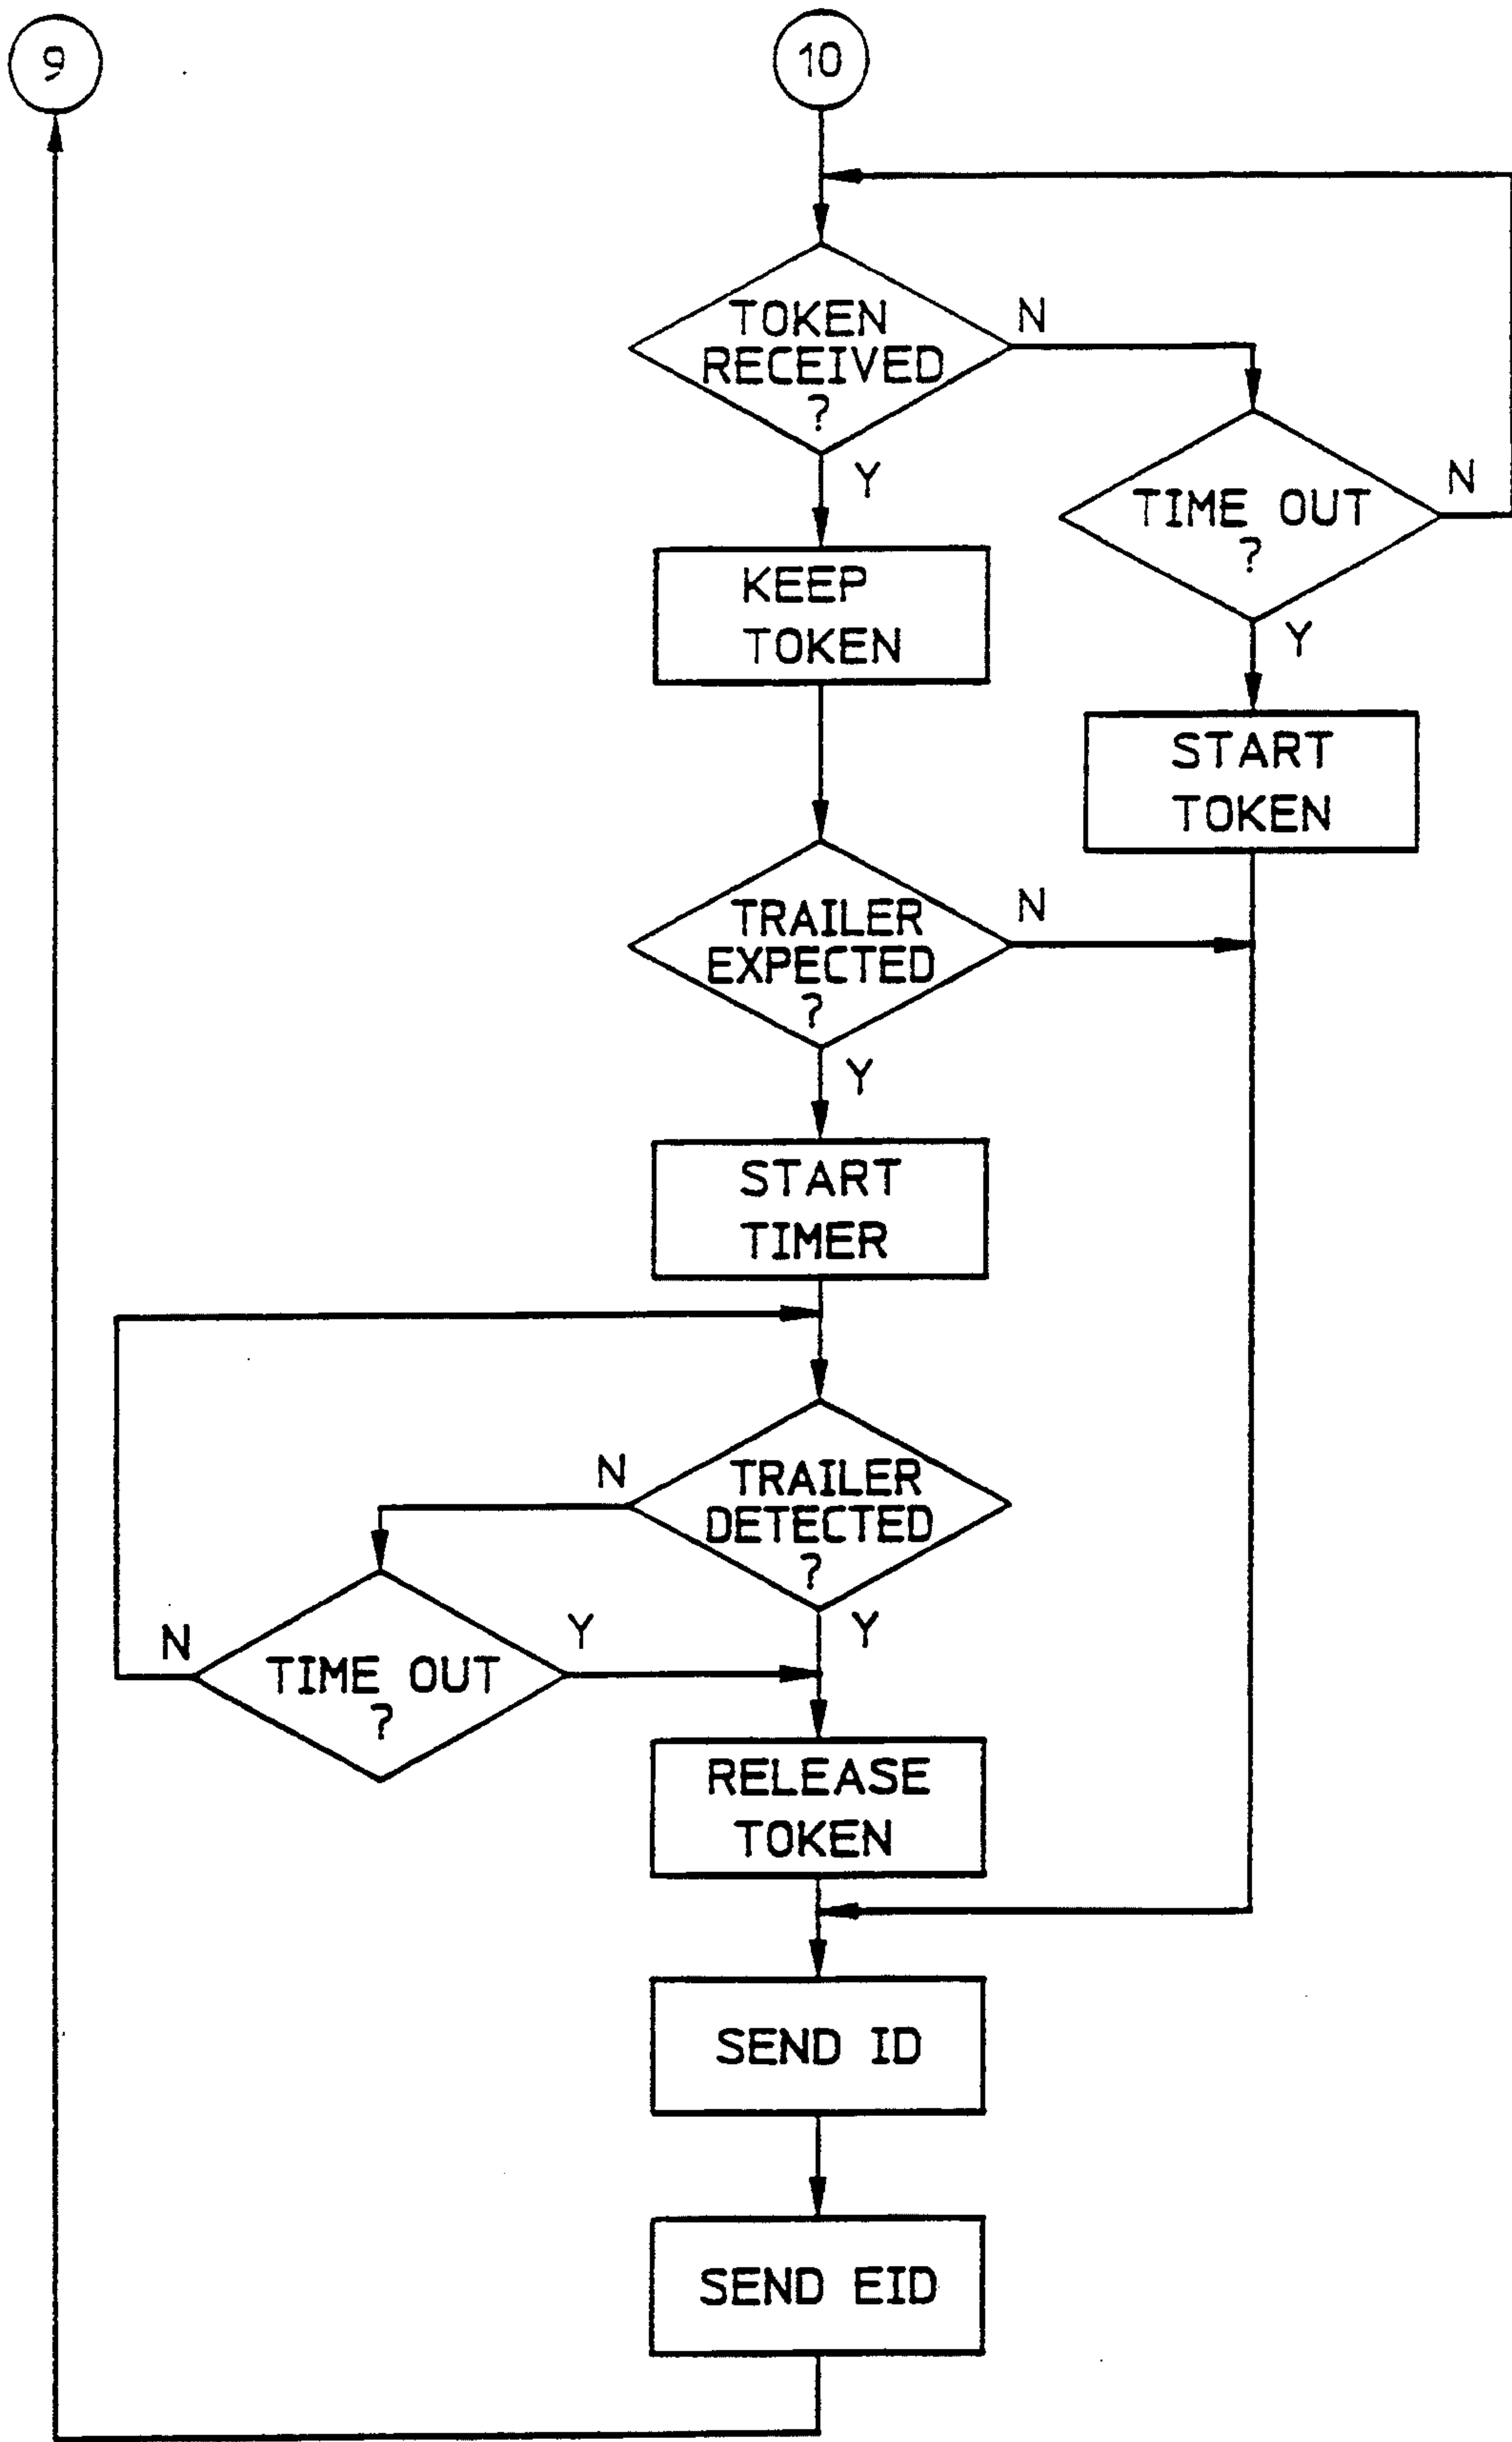 9
10
TOKEN
RECEIVED
?
N
Y
TIME OUT
?
N
Y
KEEP
TOKEN
START
TOKEN
TRAILER
EXPECTED
?
N
Y
START
TIMER
TRAILER
DETECTED
?
N
Y
TIME OUT
?
N
Y
RELEASE
TOKEN
SEND ID
SEND EID